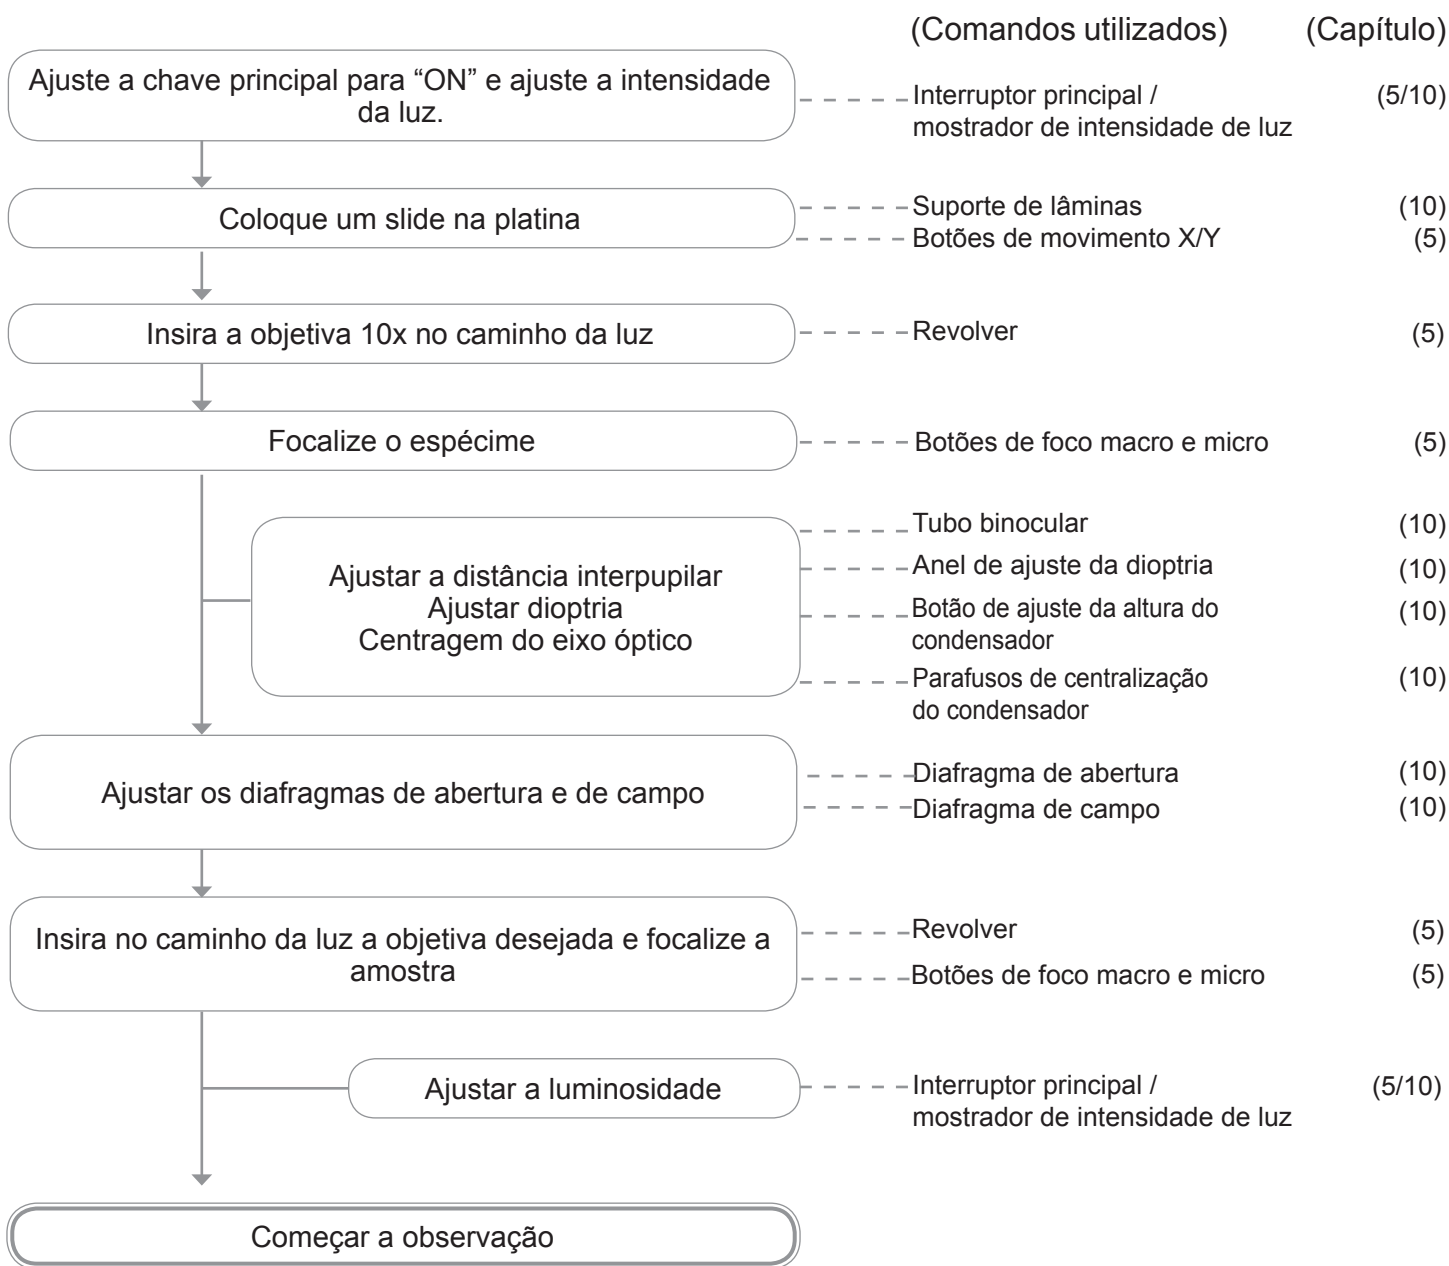 (Comandos utilizados) (Capítulo)
Ajuste a chave principal para “ON” e ajuste a intensidade
da luz.
Interruptor principal / (5/10)
mostrador de intensidade de luz
Coloque um slide na platina
Suporte de lâminas (10)
Botões de movimento X/Y (5)
Insira a objetiva 10x no caminho da luz
Revolver (5)
Focalize o espécime
Botões de foco macro e micro (5)
Ajustar a distância interpupilar
Ajustar dioptria
Centragem do eixo óptico
Tubo binocular (10)
Anel de ajuste da dioptria (10)
Botão de ajuste da altura do (10)
condensador
Parafusos de centralização (10)
do condensador
Ajustar os diafragmas de abertura e de campo
Diafragma de abertura (10)
Diafragma de campo (10)
Insira no caminho da luz a objetiva desejada e focalize a
amostra
Revolver (5)
Botões de foco macro e micro (5)
Ajustar a luminosidade
Interruptor principal / (5/10)
mostrador de intensidade de luz
Começar a observação